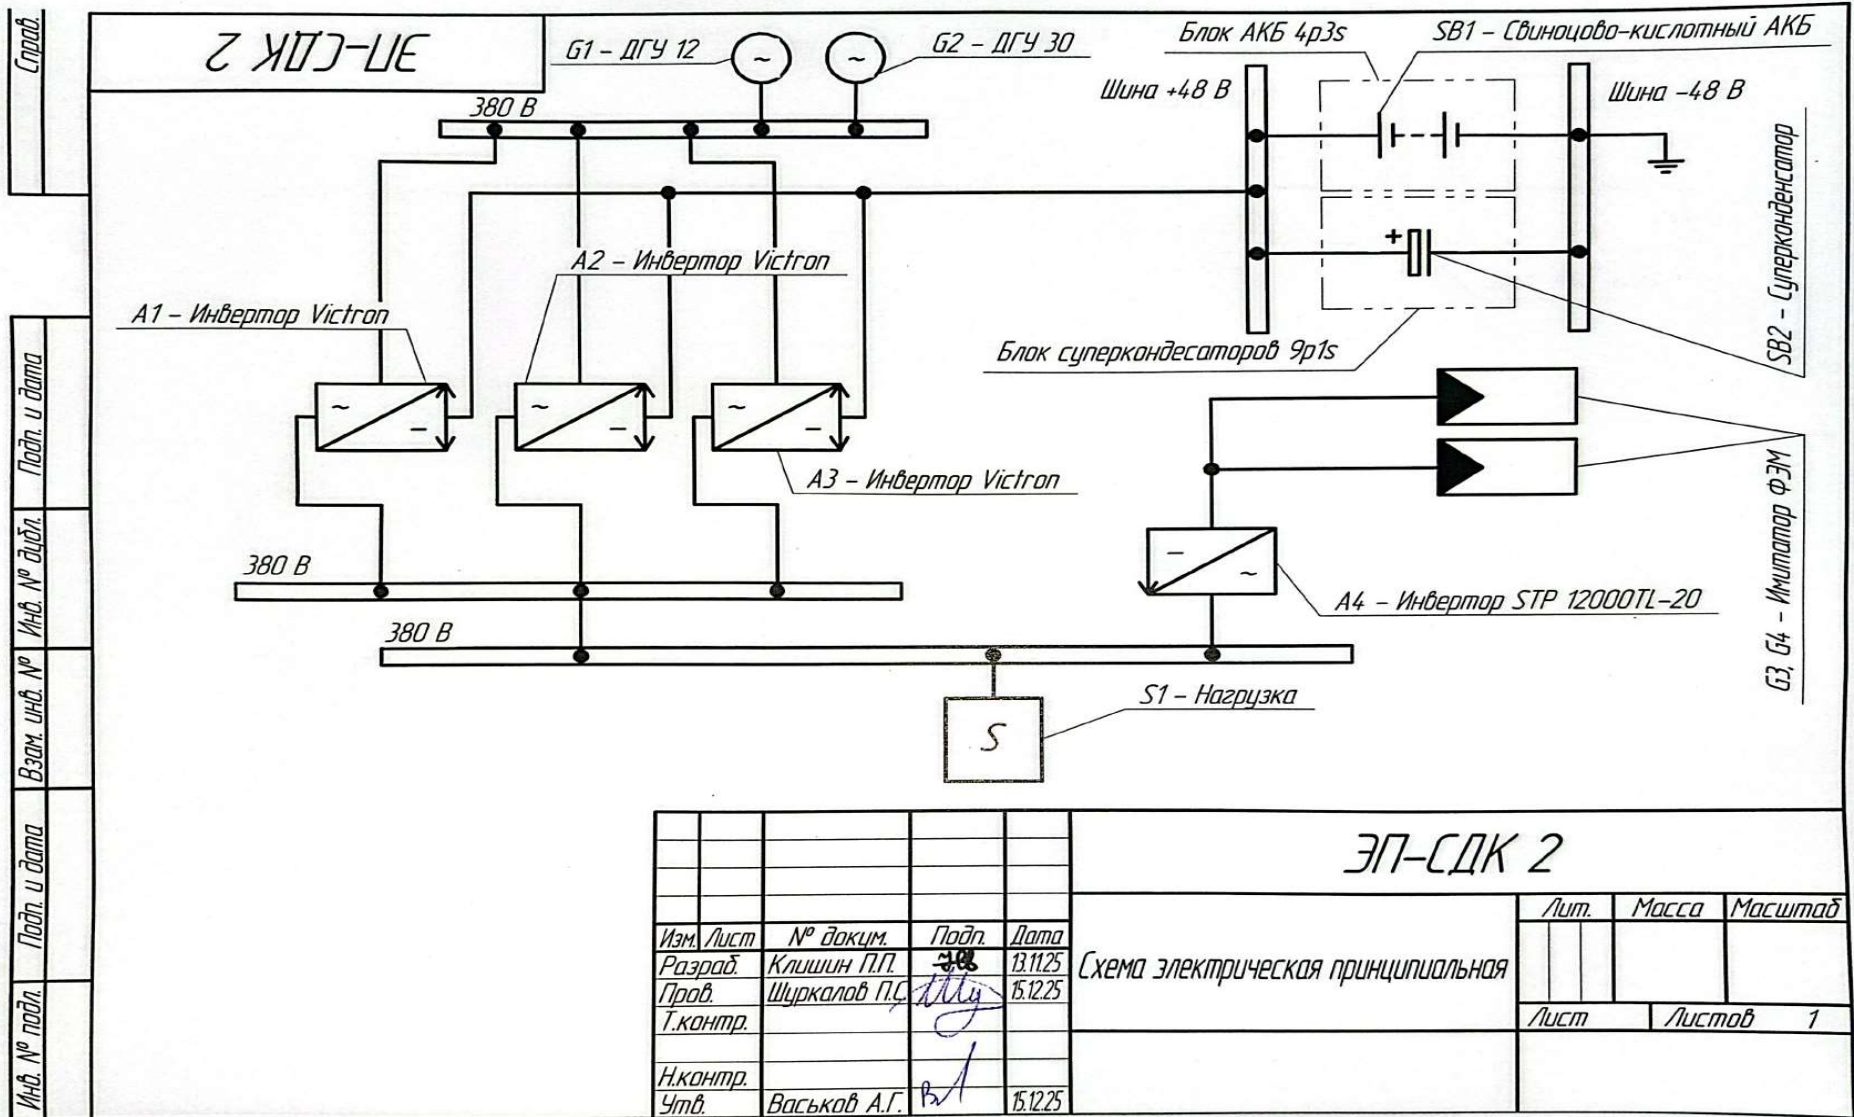 Справ.
ЭП-СДК 2
G1 - ДГУ 12
G2 - ДГУ 30
380 В
Блок АКБ 4p3s
SB1 - Свиноцово-кислотный АКБ
Шина +48 В
Шина -48 В
SB2 - Суперконденсатор
+
A2 - Инвертор Victron
A1 - Инвертор Victron
Блок суперкондесаторов 9p1s
A3 - Инвертор Victron
G3, G4 - Имитатор ФЭМ
380 В
A4 - Инвертор STP 12000TL-20
380 В
S1 - Нагрузка
S
Подп. и дата
Инв. № дубл.
Взам. инв. №
Подп. и дата
Инв. № подл.
ЭП-СДК 2
Изм. Лист № докум. Подп. Дата
Разраб. Клишин П.П. 13.11.25
Пров. Шуркалов П.С. 15.12.25
Т.контр.
Н.контр.
Утв. Васьков А.Г. 15.12.25
Схема электрическая принципиальная
Лит. Масса Масштаб
Лист Листов 1